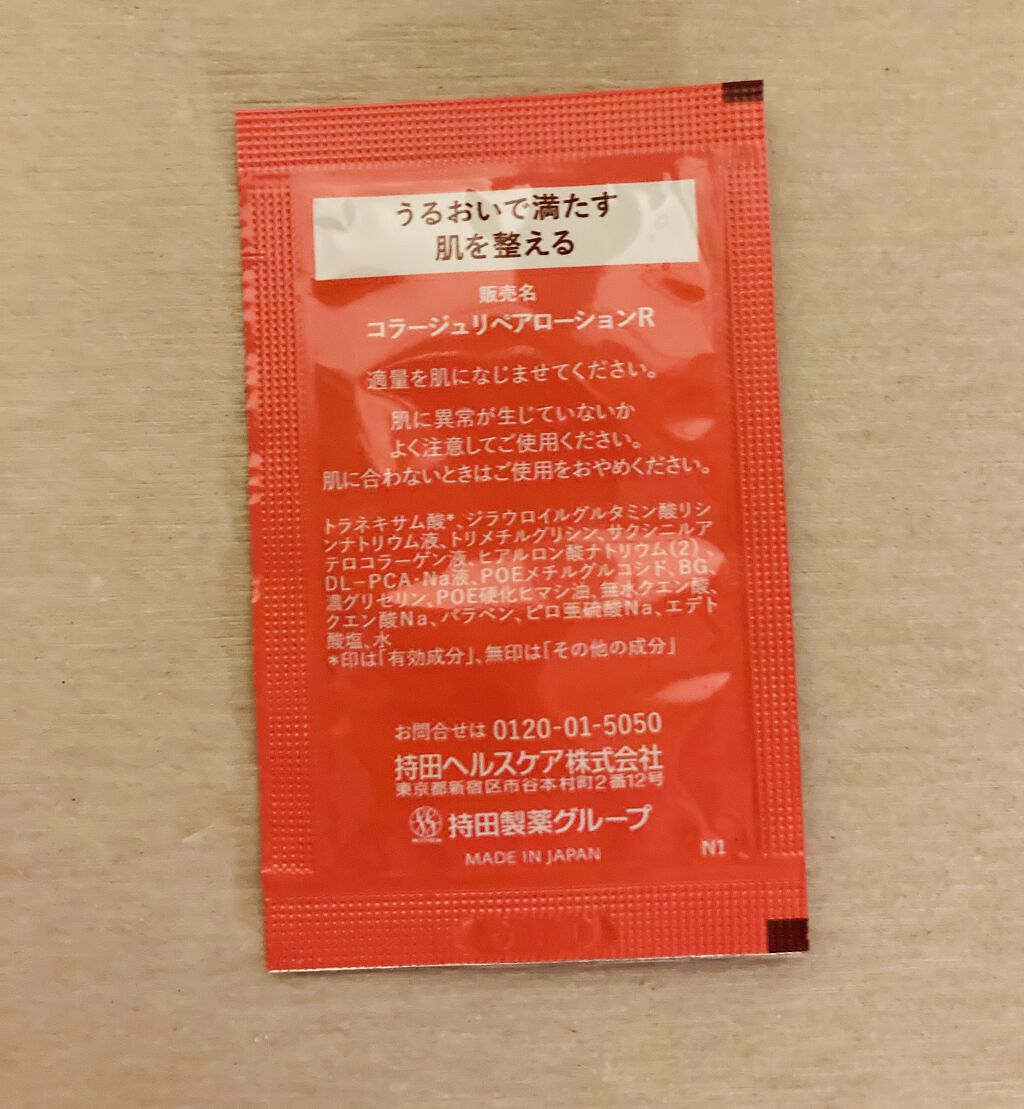 うるおいで満たす
肌を整える
販売名
コラージュリペアローションR
適量を肌になじませてください。
肌に異常が生じていないか
よく注意してご使用ください。
肌に合わないときはご使用をおやめください。
トラネキサム酸*、ジラウロイルグルタミン酸リシ
ンナトリウム液、トリメチルグリシン、サクシニルア
テロコラーゲン液、ヒアルロン酸ナトリウム(2)、
DL-PCA・Na液、POEメチルグルコシド、BG、
濃グリセリン、POE硬化ヒマシ油、無水クエン酸、
クエン酸Na、パラベン、ピロ亜硫酸Na、エデト
酸塩、水
*印は「有効成分」、無印は「その他の成分」
お問合せは 0120-01-5050
持田ヘルスケア株式会社
東京都新宿区市谷本村町2番12号
持田製薬グループ
MADE IN JAPAN
N1